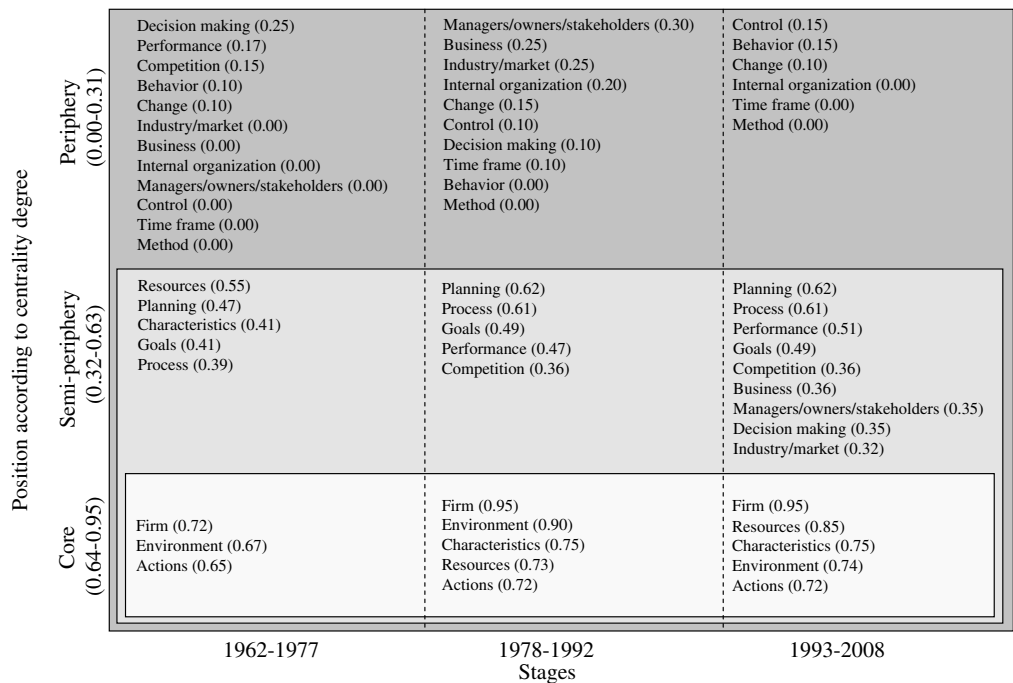 Position according to centrality degree
Periphery
(0.00-0.31)
Decision making (0.25)
Performance (0.17)
Competition (0.15)
Behavior (0.10)
Change (0.10)
Industry/market (0.00)
Business (0.00)
Internal organization (0.00)
Managers/owners/stakeholders (0.00)
Control (0.00)
Time frame (0.00)
Method (0.00)
Managers/owners/stakeholders (0.30)
Business (0.25)
Industry/market (0.25)
Internal organization (0.20)
Change (0.15)
Control (0.10)
Decision making (0.10)
Time frame (0.10)
Behavior (0.00)
Method (0.00)
Control (0.15)
Behavior (0.15)
Change (0.10)
Internal organization (0.00)
Time frame (0.00)
Method (0.00)
Semi-periphery
(0.32-0.63)
Resources (0.55)
Planning (0.47)
Characteristics (0.41)
Goals (0.41)
Process (0.39)
Planning (0.62)
Process (0.61)
Goals (0.49)
Performance (0.47)
Competition (0.36)
Planning (0.62)
Process (0.61)
Performance (0.51)
Goals (0.49)
Competition (0.36)
Business (0.36)
Managers/owners/stakeholders (0.35)
Decision making (0.35)
Industry/market (0.32)
Core
(0.64-0.95)
Firm (0.72)
Environment (0.67)
Actions (0.65)
Firm (0.95)
Environment (0.90)
Characteristics (0.75)
Resources (0.73)
Actions (0.72)
Firm (0.95)
Resources (0.85)
Characteristics (0.75)
Environment (0.74)
Actions (0.72)
1962-1977
1978-1992
1993-2008
Stages